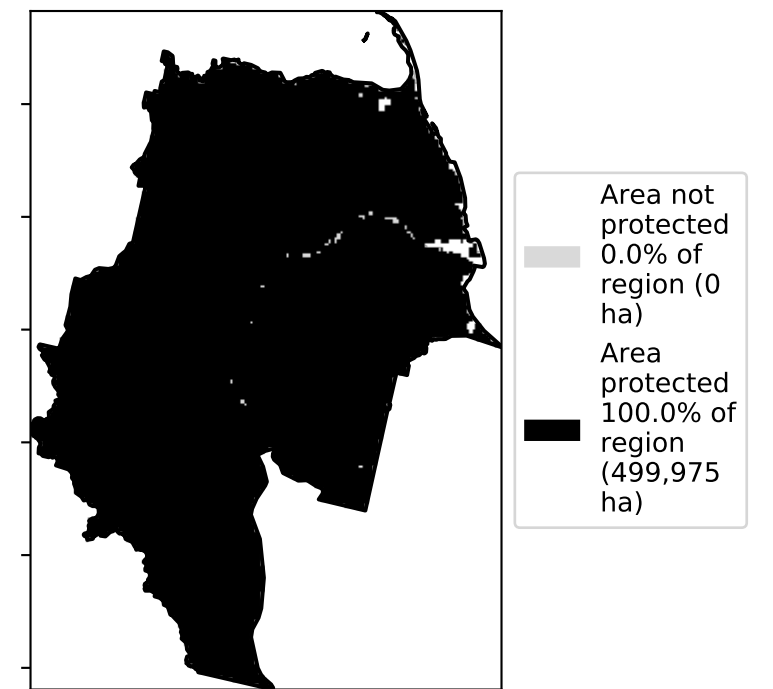 Area not
protected
0.0% of
region (0
ha)
Area
protected
100.0% of
region
(499,975
ha)